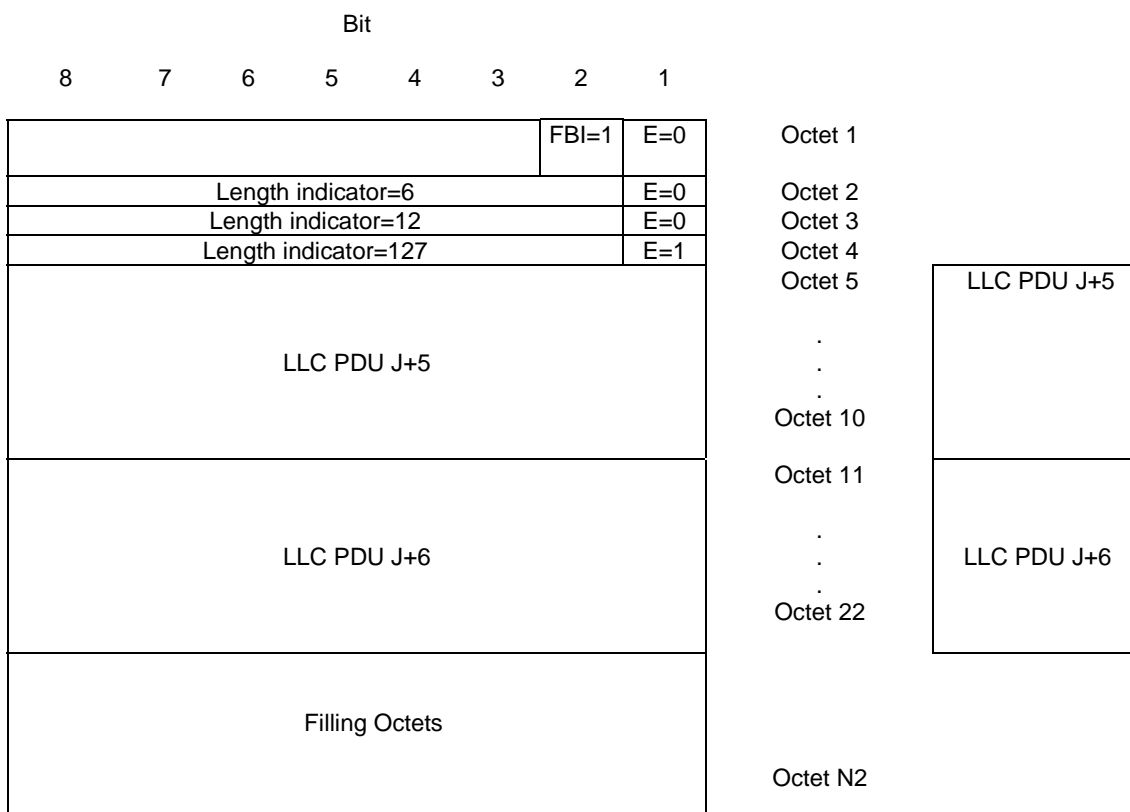 Bit
8 7 6 5 4 3 2 1
FBI=1 E=0 Octet 1
Length indicator=6 E=0 Octet 2
Length indicator=12 E=0 Octet 3
Length indicator=127 E=1 Octet 4
Octet 5 LLC PDU J+5
.
LLC PDU J+5 .
.
Octet 10
Octet 11
.
LLC PDU J+6 . LLC PDU J+6
.
Octet 22
Filling Octets
Octet N2